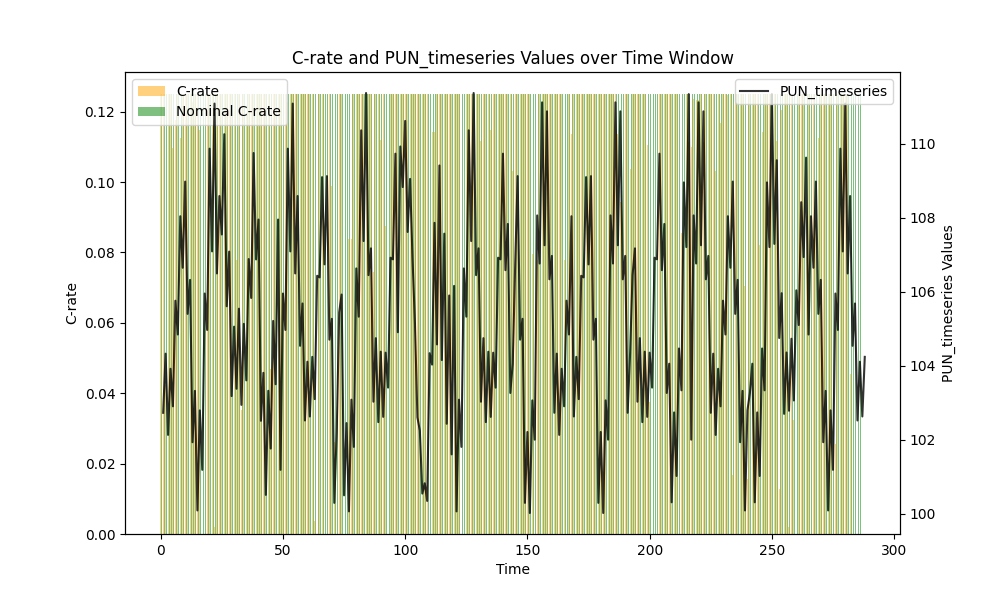 C-rate and PUN_timeseries Values over Time Window
C-rate
Nominal C-rate
PUN_timeseries
0.12
0.10
0.08
0.06
0.04
0.02
0.00
C-rate
110
108
106
104
102
100
PUN_timeseries Values
0 50 100 150 200 250 300
Time